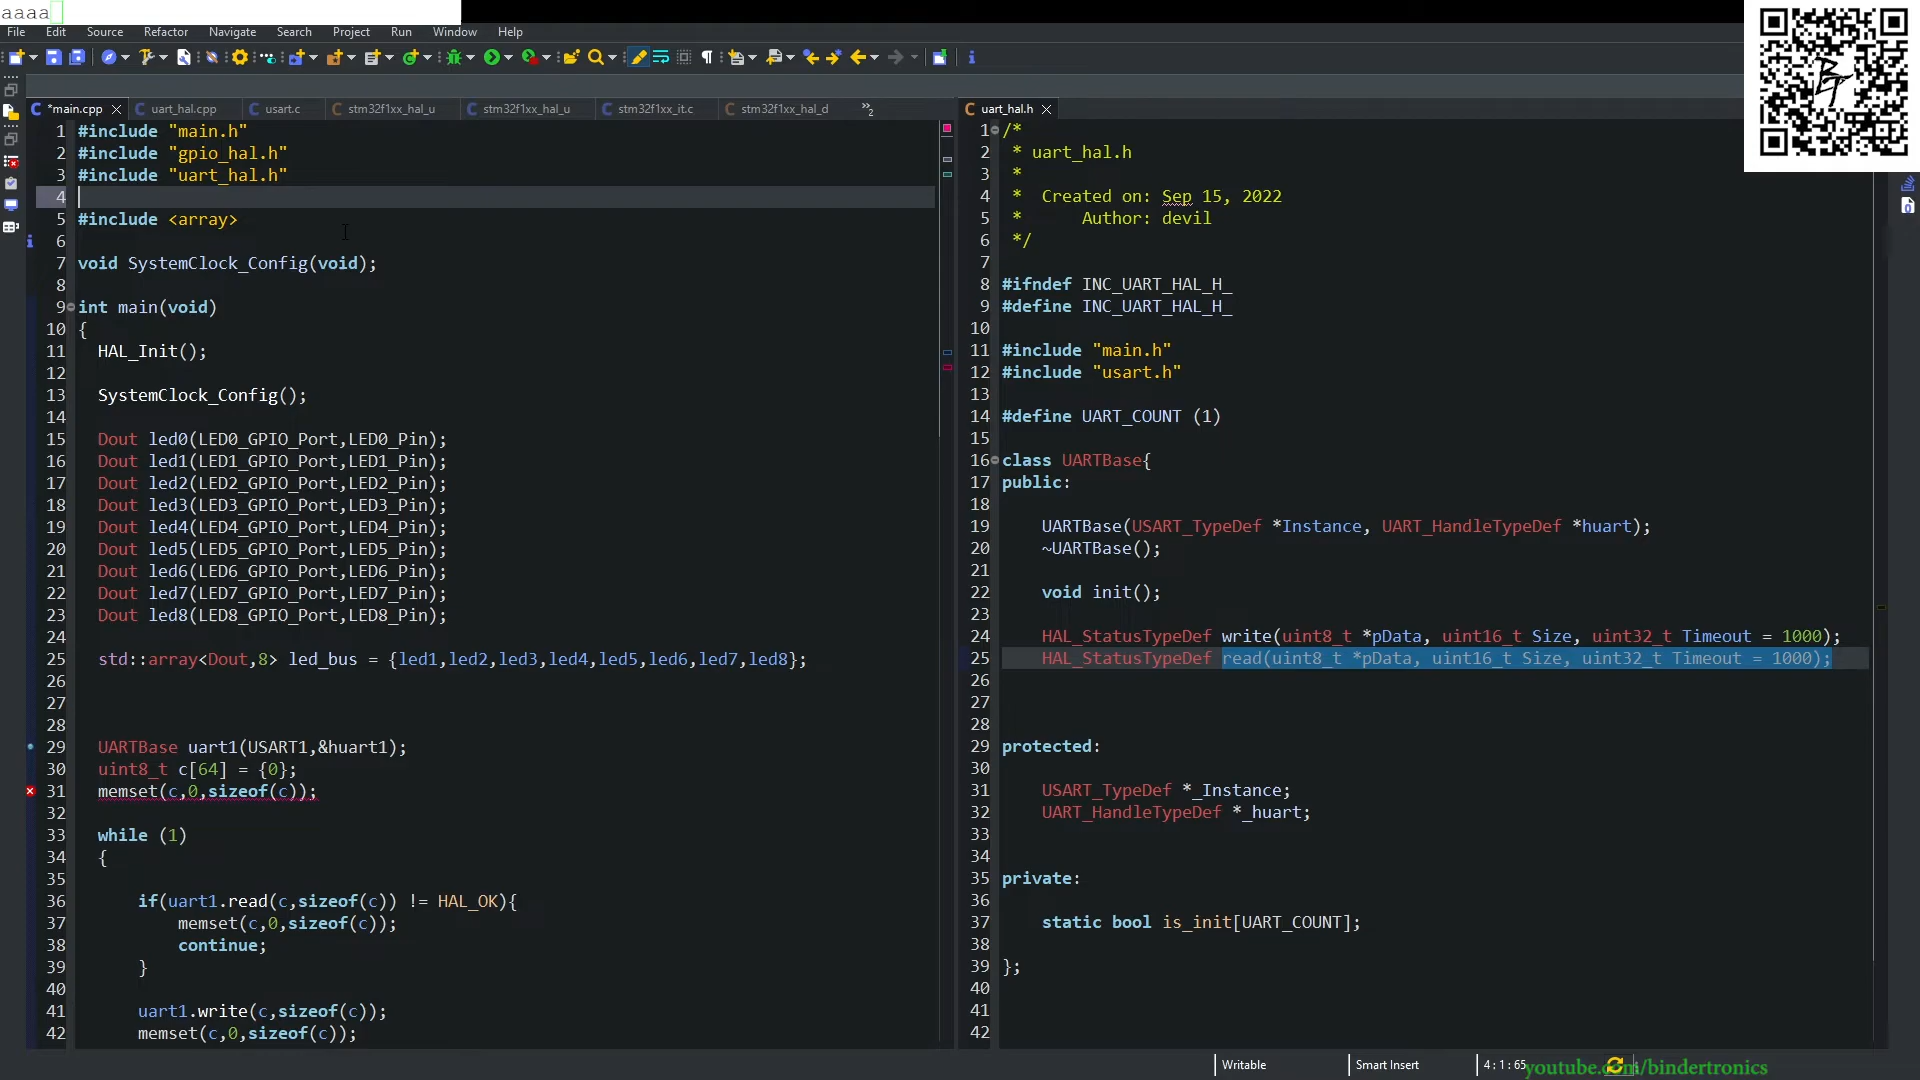 aaaa
File Edit Source Refactor Navigate Search Project Run Window Help
*main.cpp uart_hal.cpp usart.c stm32f1xx_hal_u stm32f1xx_hal_u stm32f1xx_it.c stm32f1xx_hal_d »2
1 #include "main.h"
2 #include "gpio_hal.h"
3 #include "uart_hal.h"
4
5 #include <array>
6
7 void SystemClock_Config(void);
8
9 int main(void)
10 {
11 HAL_Init();
12
13 SystemClock_Config();
14
15 Dout led0(LED0_GPIO_Port,LED0_Pin);
16 Dout led1(LED1_GPIO_Port,LED1_Pin);
17 Dout led2(LED2_GPIO_Port,LED2_Pin);
18 Dout led3(LED3_GPIO_Port,LED3_Pin);
19 Dout led4(LED4_GPIO_Port,LED4_Pin);
20 Dout led5(LED5_GPIO_Port,LED5_Pin);
21 Dout led6(LED6_GPIO_Port,LED6_Pin);
22 Dout led7(LED7_GPIO_Port,LED7_Pin);
23 Dout led8(LED8_GPIO_Port,LED8_Pin);
24
25 std::array<Dout,8> led_bus = {led1,led2,led3,led4,led5,led6,led7,led8};
26
27
28
29 UARTBase uart1(USART1,&huart1);
30 uint8_t c[64] = {0};
31 memset(c,0,sizeof(c));
32
33 while (1)
34 {
35
36 if(uart1.read(c,sizeof(c)) != HAL_OK){
37 memset(c,0,sizeof(c));
38 continue;
39 }
40
41 uart1.write(c,sizeof(c));
42 memset(c,0,sizeof(c));
uart_hal.h
1 /*
2 * uart_hal.h
3 *
4 * Created on: Sep 15, 2022
5 * Author: devil
6 */
7
8 #ifndef INC_UART_HAL_H_
9 #define INC_UART_HAL_H_
10
11 #include "main.h"
12 #include "usart.h"
13
14 #define UART_COUNT (1)
15
16 class UARTBase{
17 public:
18
19 UARTBase(USART_TypeDef *Instance, UART_HandleTypeDef *huart);
20 ~UARTBase();
21
22 void init();
23
24 HAL_StatusTypeDef write(uint8_t *pData, uint16_t Size, uint32_t Timeout = 1000);
25 HAL_StatusTypeDef read(uint8_t *pData, uint16_t Size, uint32_t Timeout = 1000);
26
27
28
29 protected:
30
31 USART_TypeDef *_Instance;
32 UART_HandleTypeDef *_huart;
33
34
35 private:
36
37 static bool is_init[UART_COUNT];
38
39 };
40
41
42
Writable Smart Insert 4:1:65
youtube.com/bindertronics